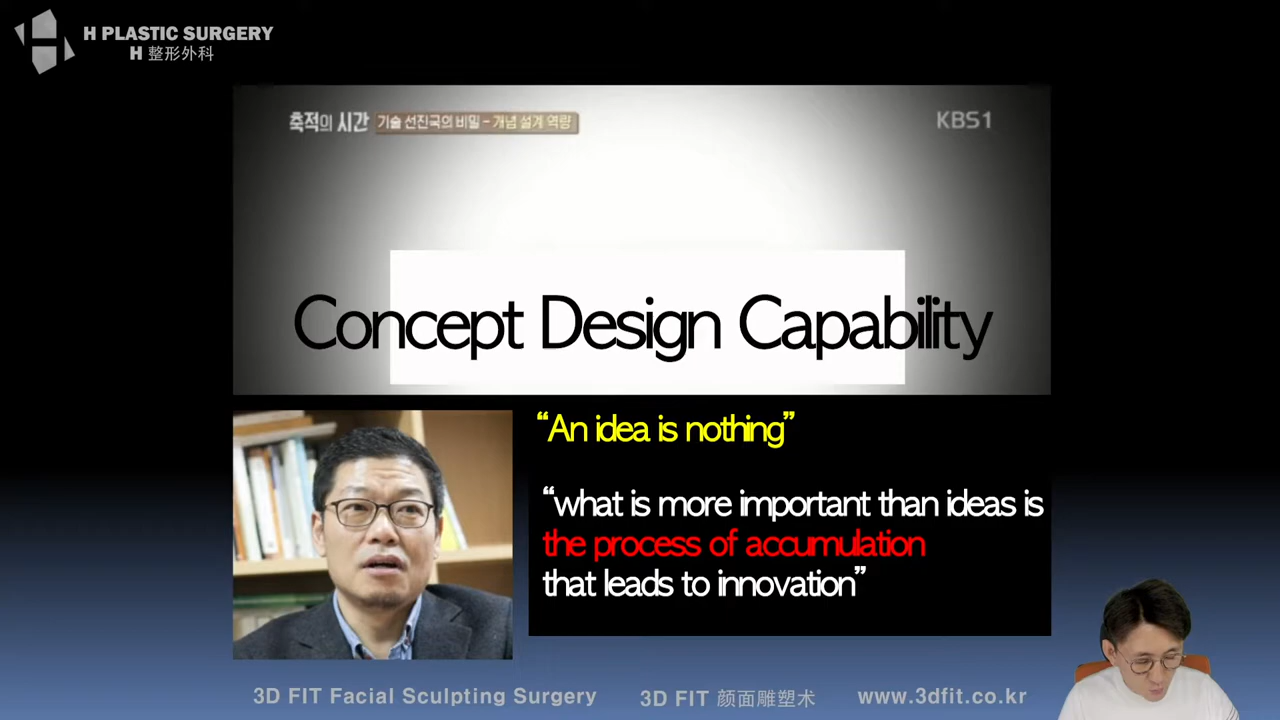 H PLASTIC SURGERY
H 整形外科
축적의 시간 기술 선진국의 비밀 - 개념 설계 역량
KBS1
Concept Design Capability
“An idea is nothing”
“what is more important than ideas is
the process of accumulation
that leads to innovation”
3D FIT Facial Sculpting Surgery 3D FIT 颜面雕塑术 www.3dfit.co.kr